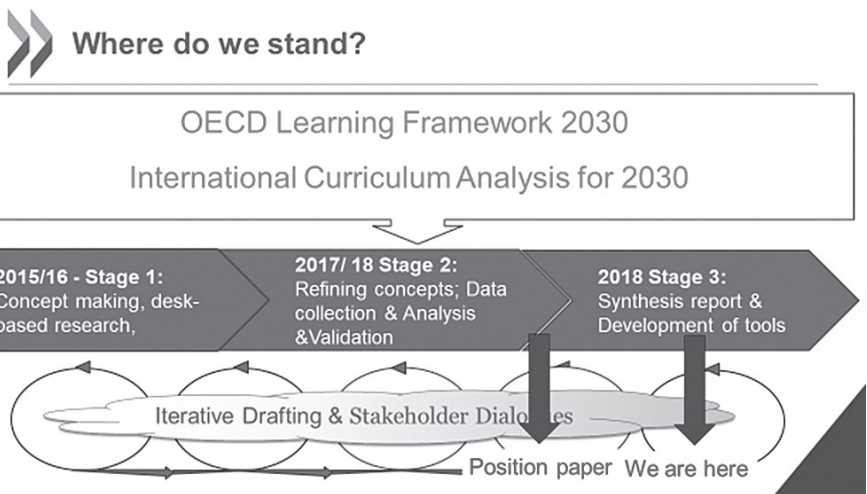 Where do we stand?
OECD Learning Framework 2030
International Curriculum Analysis for 2030
2015/16 - Stage 1:
Concept making, desk-
based research,
2017/ 18 Stage 2:
Refining concepts; Data
collection & Analysis
&Validation
2018 Stage 3:
Synthesis report &
Development of tools
Iterative Drafting & Stakeholder Dialogues
Position paper
We are here